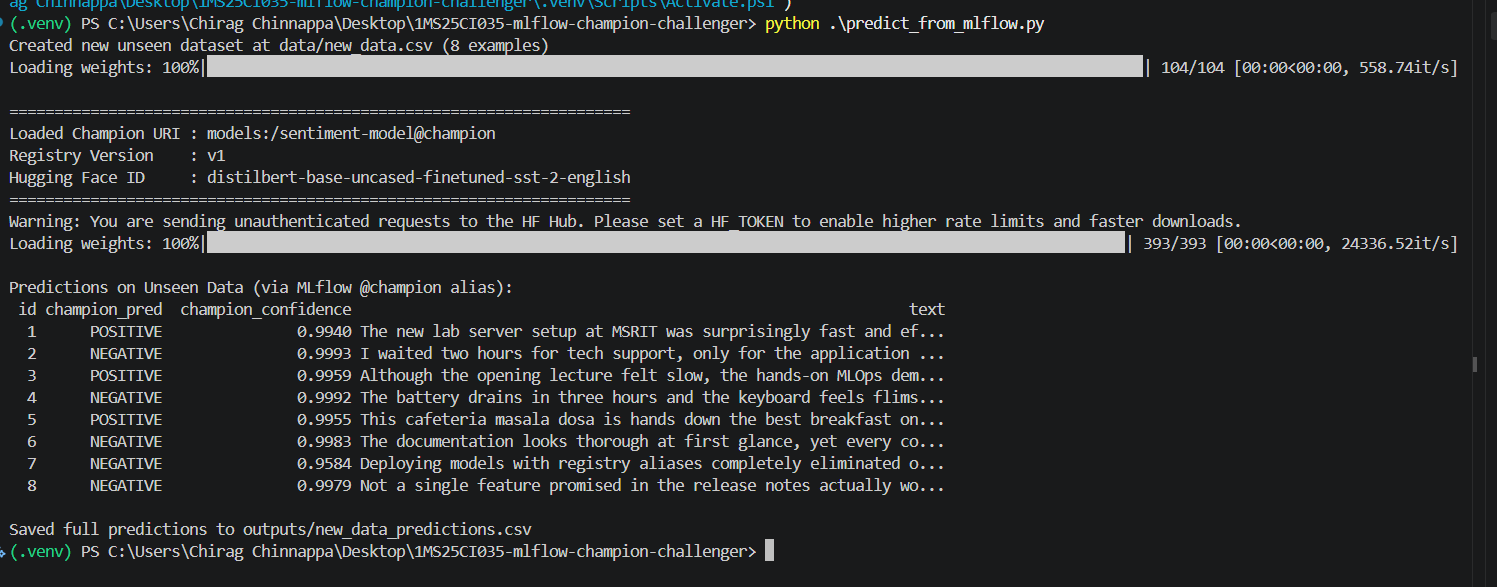 ag Chinnappa\Desktop\1MS25CI035-mlflow-champion-challenger\.venv\Scripts\Activate.ps1')
(.venv) PS C:\Users\Chirag Chinnappa\Desktop\1MS25CI035-mlflow-champion-challenger> python .\predict_from_mlflow.py
Created new unseen dataset at data/new_data.csv (8 examples)
Loading weights: 100%| | 104/104 [00:00<00:00, 558.74it/s]
======================================================================
Loaded Champion URI : models:/sentiment-model@champion
Registry Version    : v1
Hugging Face ID     : distilbert-base-uncased-finetuned-sst-2-english
======================================================================
Warning: You are sending unauthenticated requests to the HF Hub. Please set a HF_TOKEN to enable higher rate limits and faster downloads.
Loading weights: 100%| | 393/393 [00:00<00:00, 24336.52it/s]
Predictions on Unseen Data (via MLflow @champion alias):
id champion_pred  champion_confidence  text
1  POSITIVE  0.9940 The new lab server setup at MSRIT was surprisingly fast and ef...
2  NEGATIVE  0.9993 I waited two hours for tech support, only for the application ...
3  POSITIVE  0.9959 Although the opening lecture felt slow, the hands-on MLOps dem...
4  NEGATIVE  0.9992 The battery drains in three hours and the keyboard feels flims...
5  POSITIVE  0.9955 This cafeteria masala dosa is hands down the best breakfast on...
6  NEGATIVE  0.9983 The documentation looks thorough at first glance, yet every co...
7  NEGATIVE  0.9584 Deploying models with registry aliases completely eliminated o...
8  NEGATIVE  0.9979 Not a single feature promised in the release notes actually wo...
Saved full predictions to outputs/new_data_predictions.csv
(.venv) PS C:\Users\Chirag Chinnappa\Desktop\1MS25CI035-mlflow-champion-challenger>